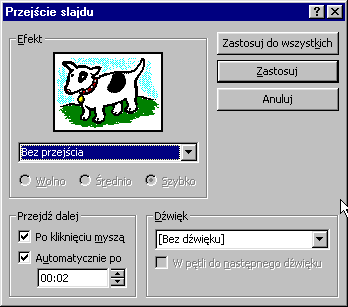 Przejście slajdu
Efekt
Zastosuj do wszystkich
Zastosuj
Anuluj
Bez przejścia
Wolno
Średnio
Szybko
Przejdź dalej
Po kliknięciu myszą
Automatycznie po
00:02
Dźwięk
[Bez dźwięku]
W pętli do następnego dźwięku